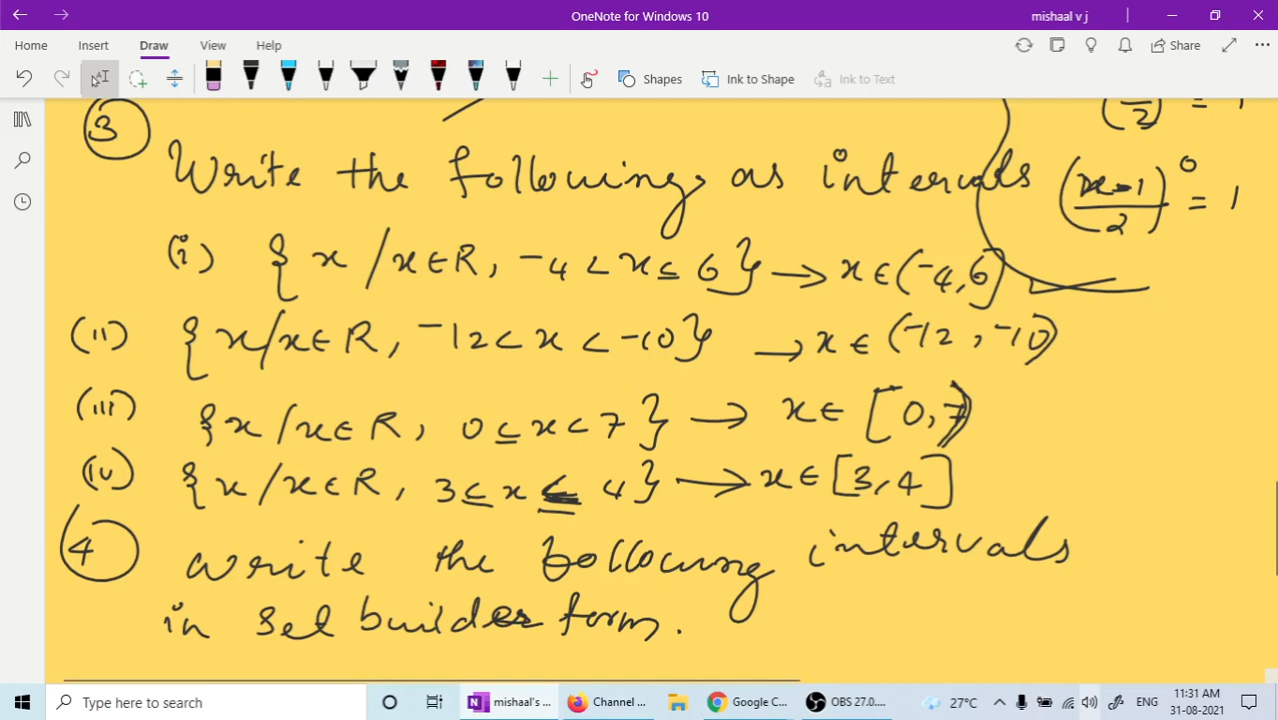 OneNote for Windows 10
mishaal v j
Home Insert Draw View Help
Share
Shapes Ink to Shape Ink to Text
③
Write the following as intervals
(x-1/2)⁰ = 1
(i) { x / x ∈ R, -4 < x ≤ 6} → x ∈ (-4, 6]
(ii) { x/x ∈ R, -12 < x < -10} → x ∈ (-12, -10)
(iii) {x/x ∈ R, 0 ≤ x < 7 } → x ∈ [0, 7)
(iv) {x /x ∈ R, 3 ≤ x ≤ 4} → x ∈ [3, 4]
④ write the following intervals
in set builder form.
Type here to search
mishaal's ...
Channel ...
Google C...
OBS 27.0....
27°C
ENG
11:31 AM
31-08-2021